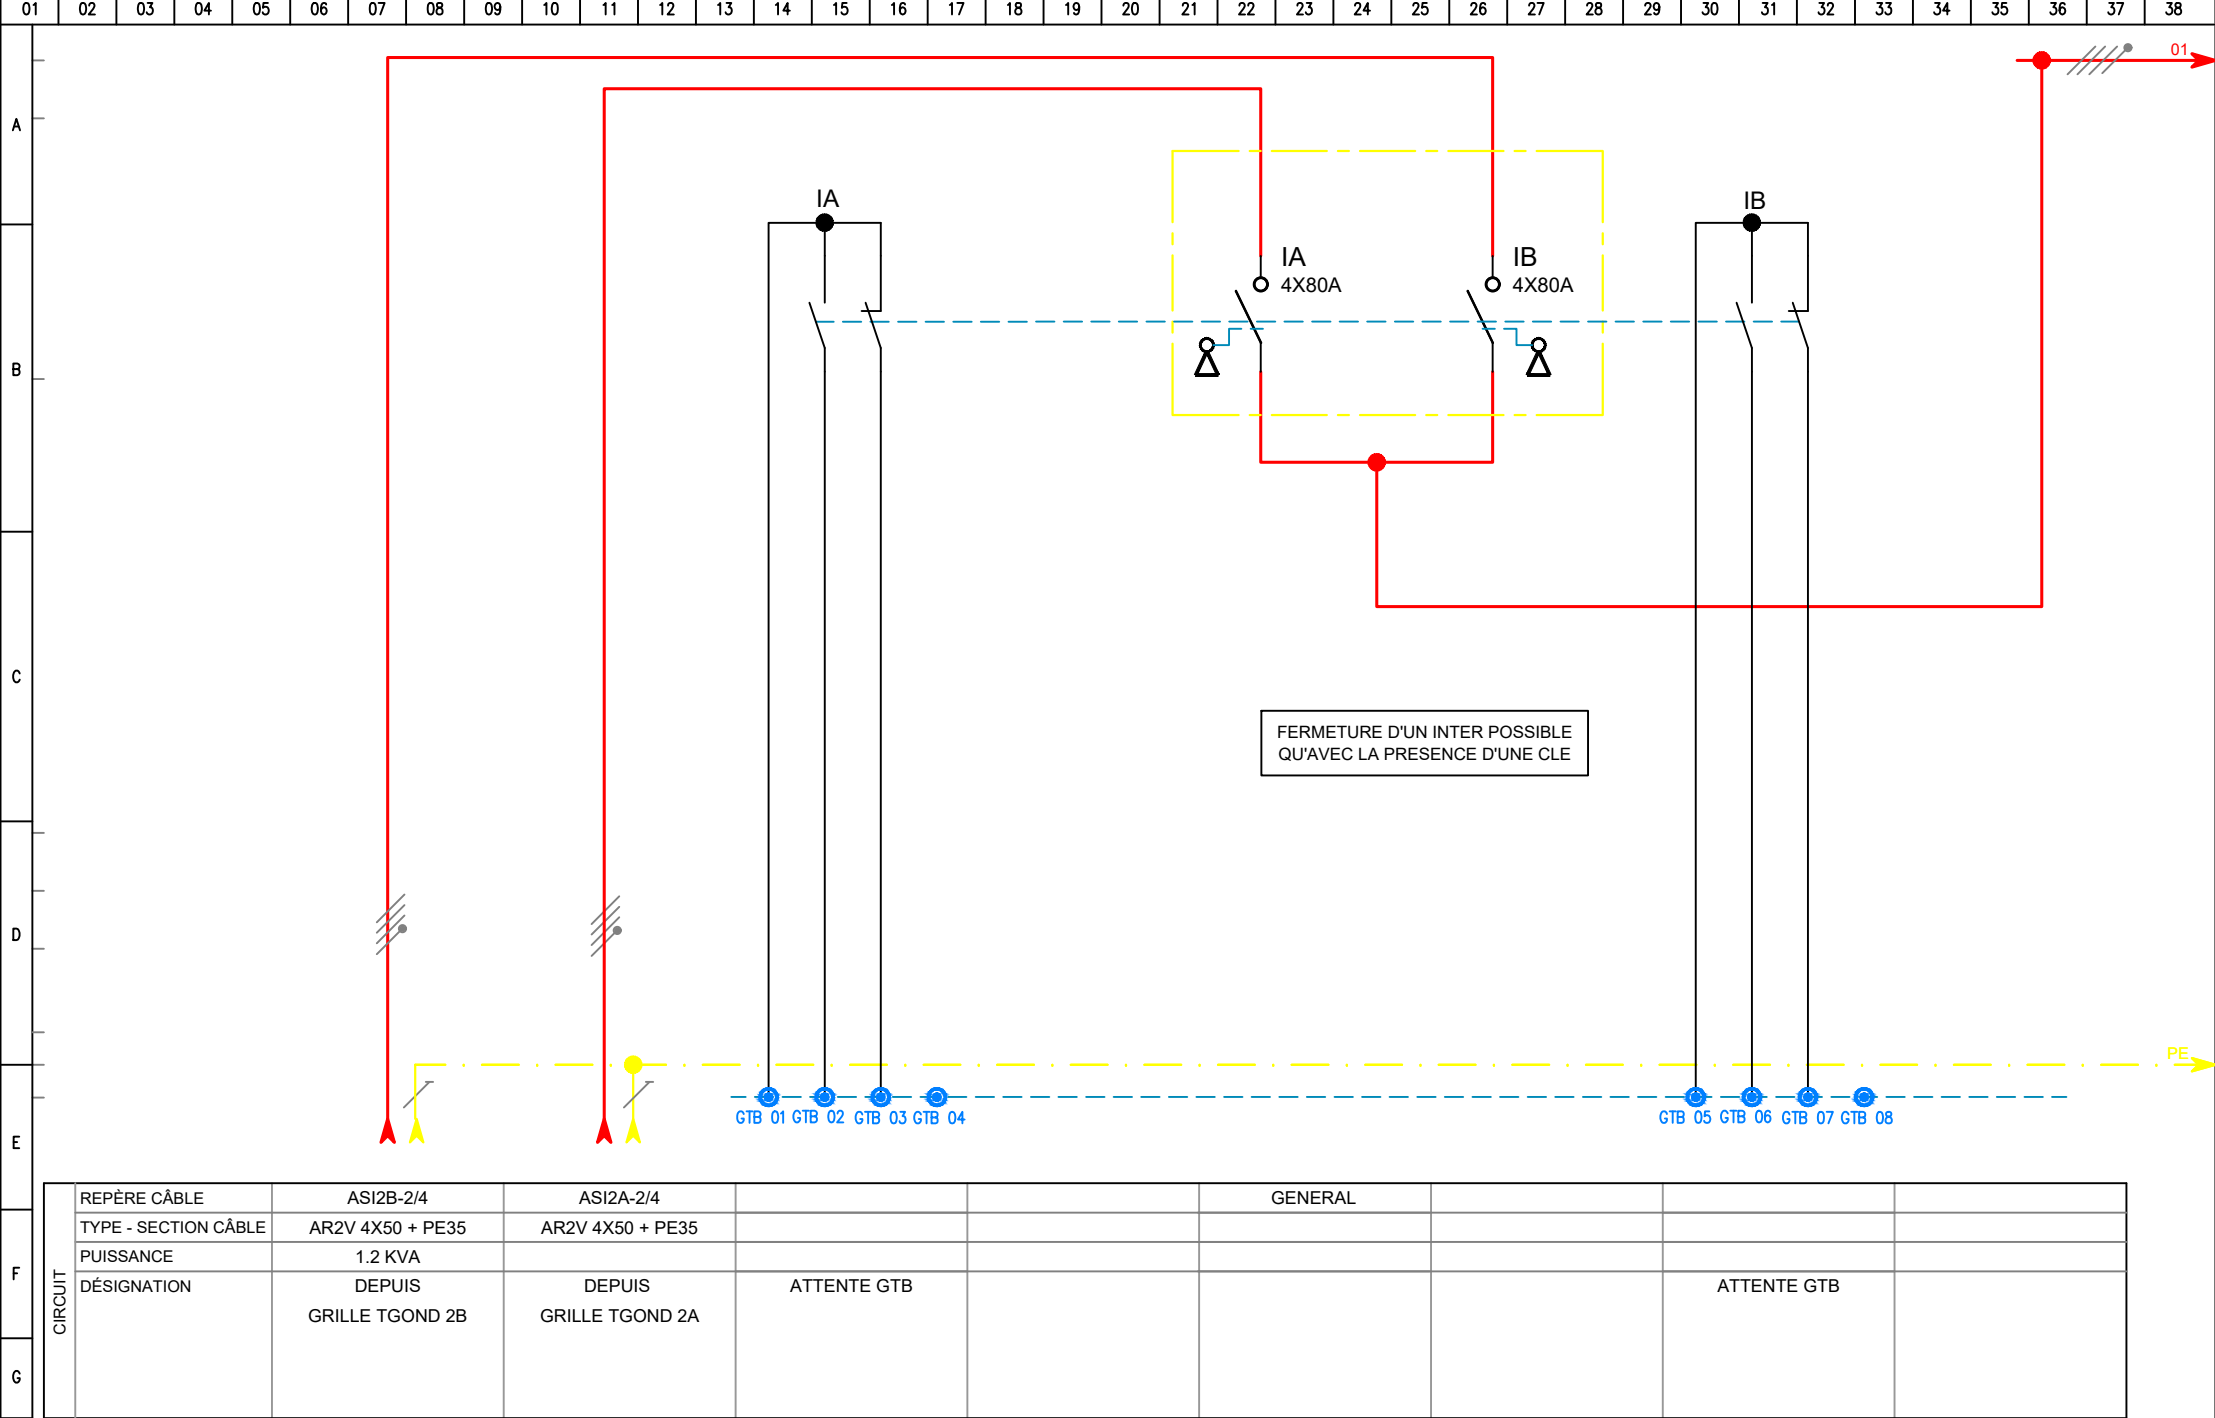 01 02 03 04 05 06 07 08 09 10 11 12 13 14 15 16 17 18 19 20 21 22 23 24 25 26 27 28 29 30 31 32 33 34 35 36 37 38
01
A
IA
IB
IA
4X80A
IB
4X80A
B
C
FERMETURE D'UN INTER POSSIBLE
QU'AVEC LA PRESENCE D'UNE CLE
D
PE
GTB 01 GTB 02 GTB 03 GTB 04 GTB 05 GTB 06 GTB 07 GTB 08
E
REPÈRE CÂBLE ASI2B-2/4 ASI2A-2/4 GENERAL
TYPE - SECTION CÂBLE AR2V 4X50 + PE35 AR2V 4X50 + PE35
PUISSANCE 1.2 KVA
F
CIRCUIT
DÉSIGNATION DEPUIS DEPUIS ATTENTE GTB ATTENTE GTB
GRILLE TGOND 2B GRILLE TGOND 2A
G